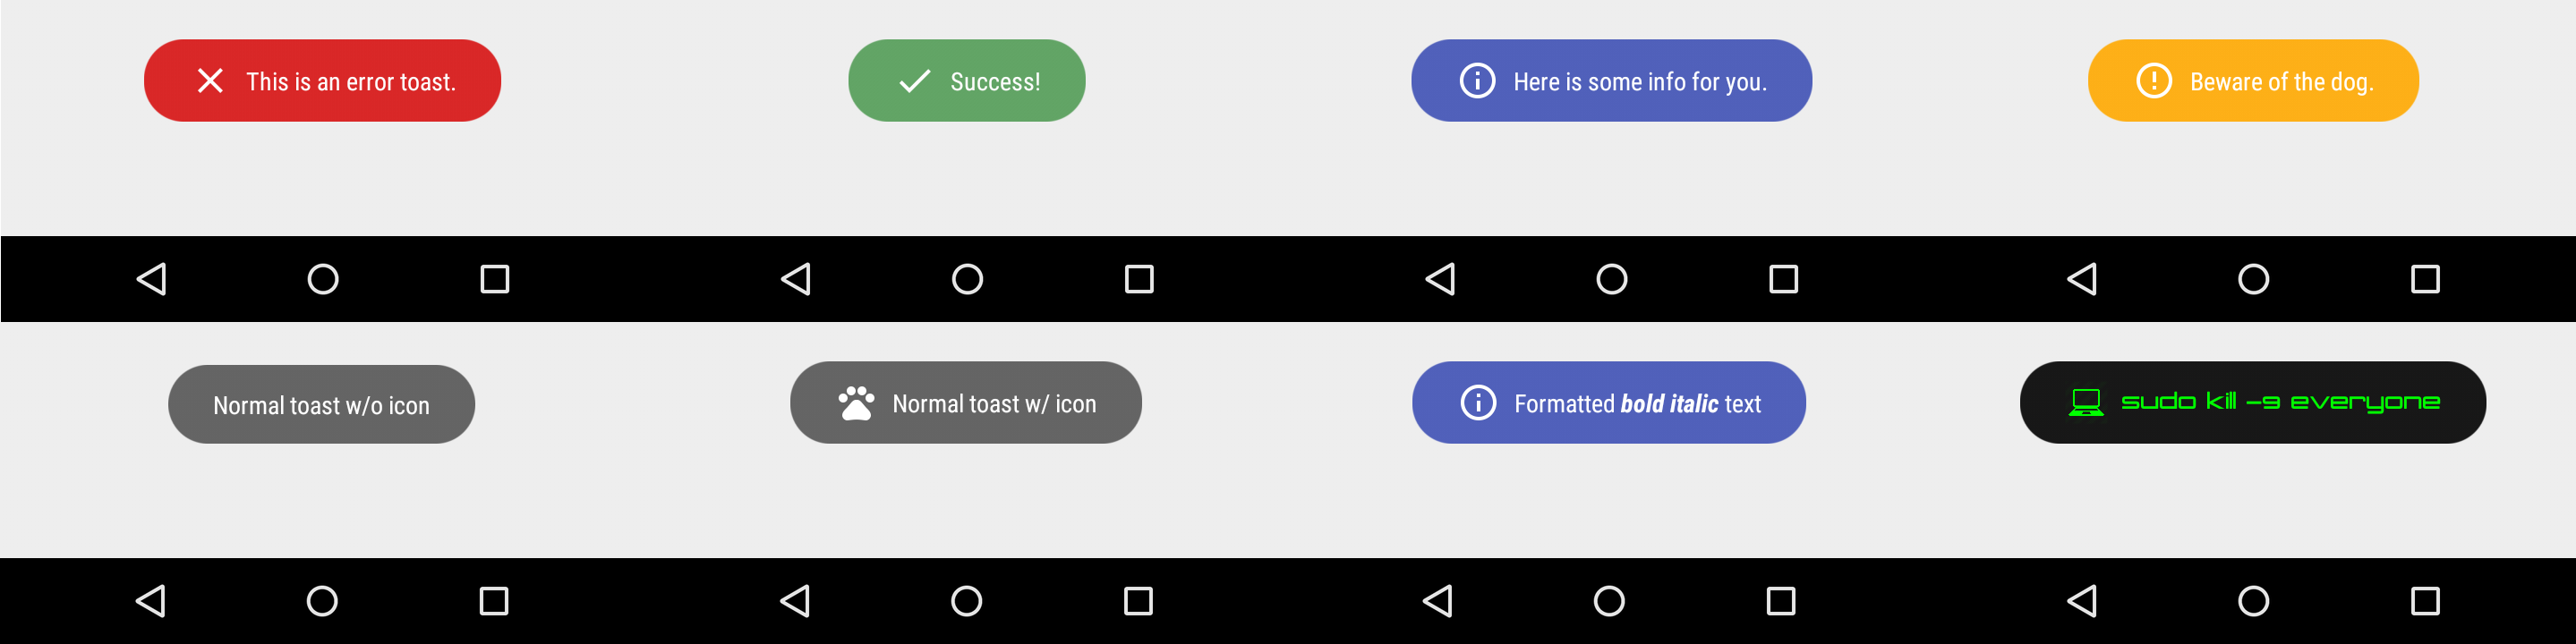 This is an error toast.
Success!
Here is some info for you.
Beware of the dog.
Normal toast w/o icon
Normal toast w/ icon
Formatted bold italic text
sudo kill -9 everyone